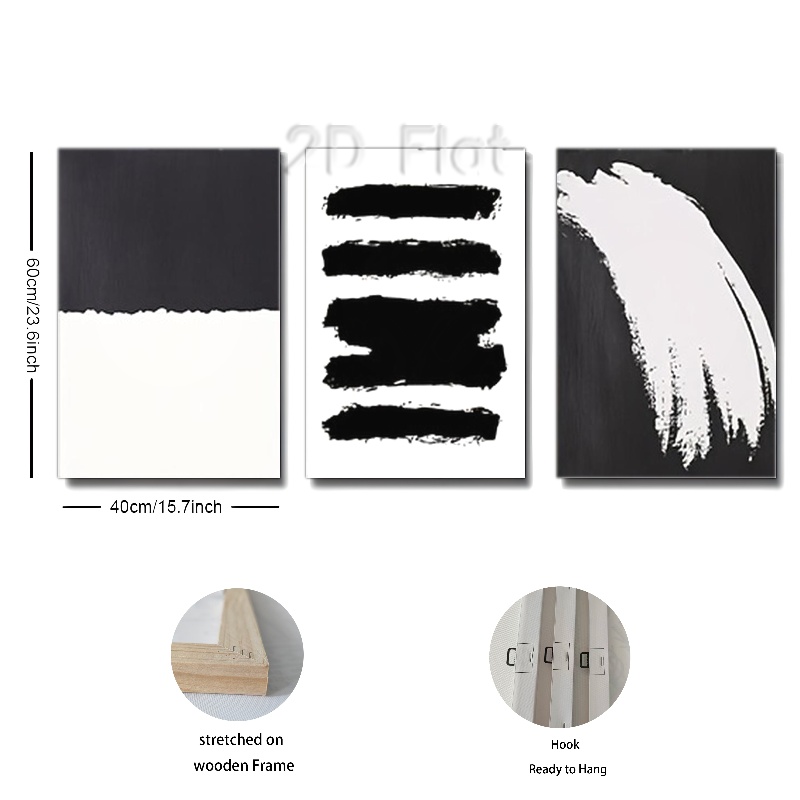 2D Flat
60cm/23.6inch
40cm/15.7inch
stretched on
wooden Frame
Hook
Ready to Hang